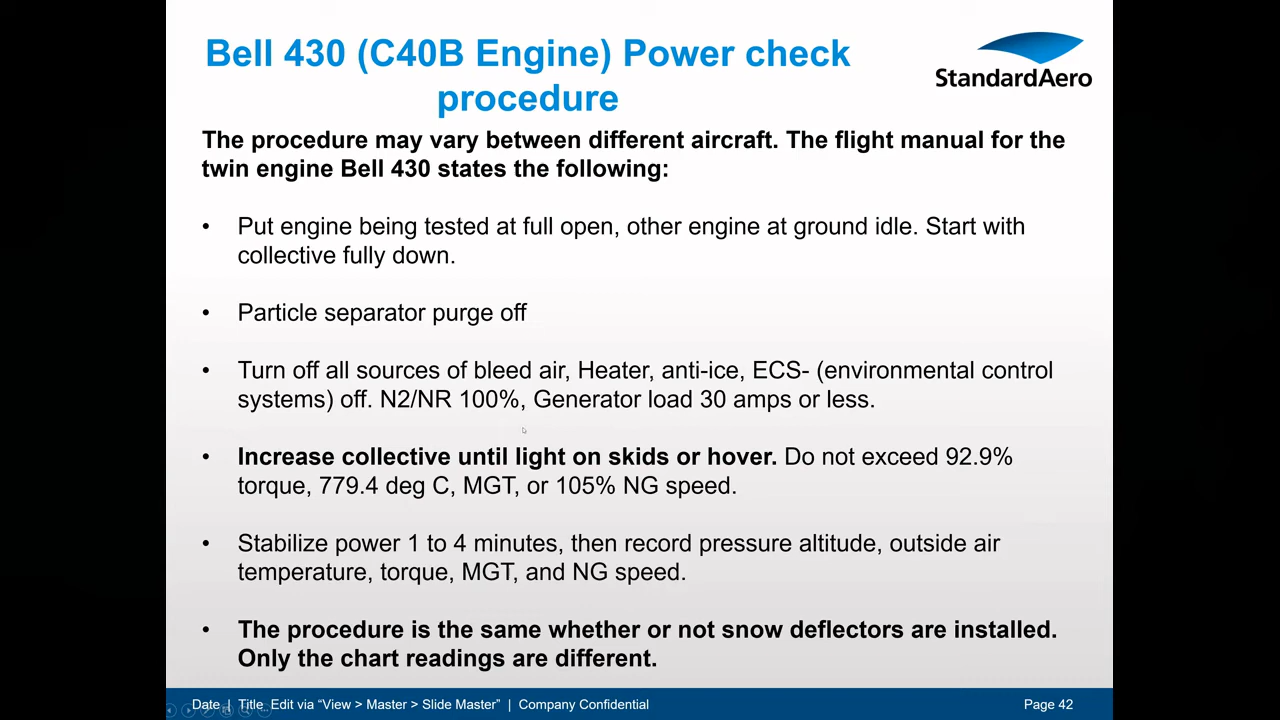 Bell 430 (C40B Engine) Power check
procedure
StandardAero
The procedure may vary between different aircraft. The flight manual for the
twin engine Bell 430 states the following:
• Put engine being tested at full open, other engine at ground idle. Start with
collective fully down.
• Particle separator purge off
• Turn off all sources of bleed air, Heater, anti-ice, ECS- (environmental control
systems) off. N2/NR 100%, Generator load 30 amps or less.
• Increase collective until light on skids or hover. Do not exceed 92.9%
torque, 779.4 deg C, MGT, or 105% NG speed.
• Stabilize power 1 to 4 minutes, then record pressure altitude, outside air
temperature, torque, MGT, and NG speed.
• The procedure is the same whether or not snow deflectors are installed.
Only the chart readings are different.
Date | Title Edit via “View > Master > Slide Master” | Company Confidential
Page 42